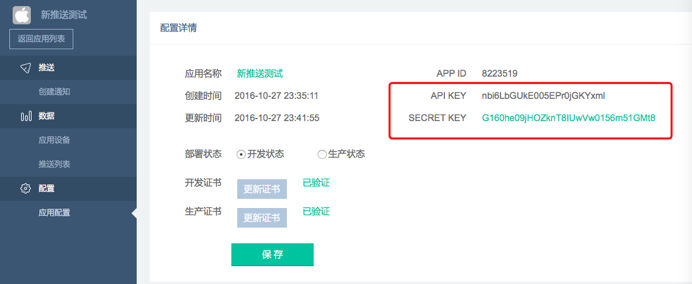 新推送测试
返回应用列表
推送
创建通知
数据
应用设备
推送列表
配置
应用配置
配置详情
应用名称 新推送测试 APP ID 8223519
创建时间 2016-10-27 23:35:11 API KEY nbi6LbGUkE005EPr0jGKYxmI
更新时间 2016-10-27 23:41:55 SECRET KEY G160he09jHOZknT8IUwVw0156m51GMt8
部署状态 开发状态 生产状态
开发证书 更新证书 已验证
生产证书 更新证书 已验证
保 存